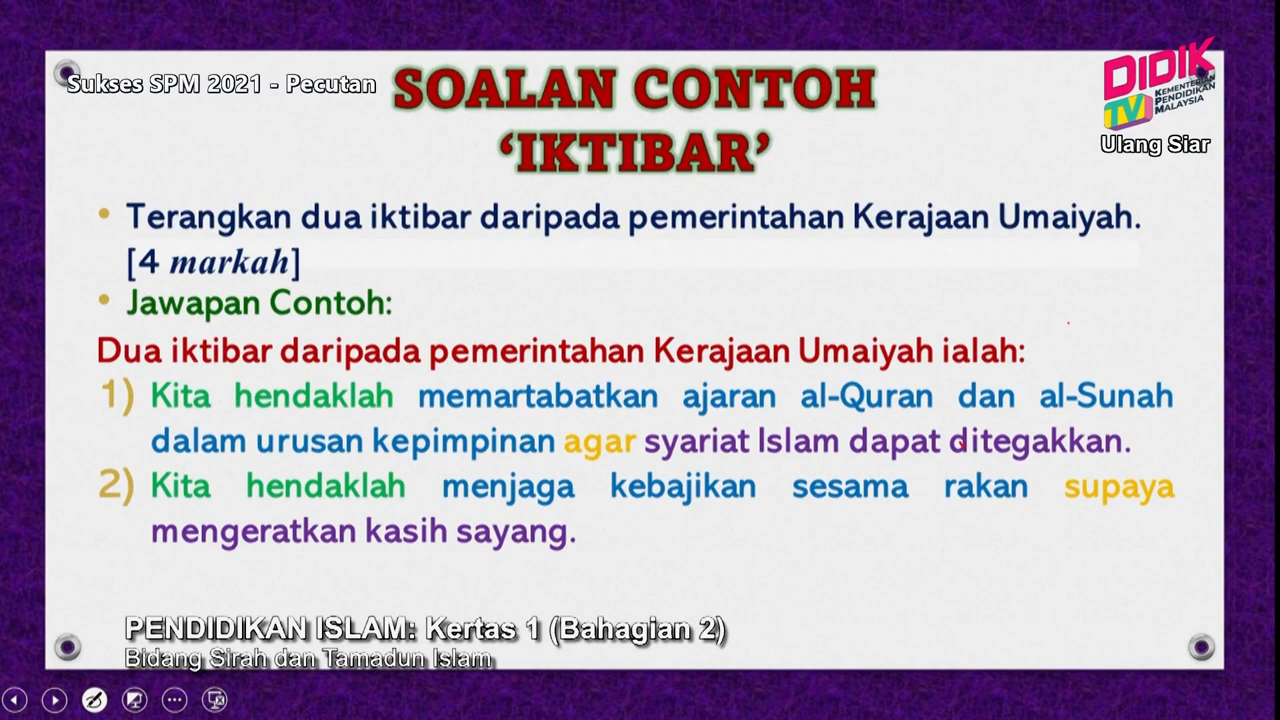 Sukses SPM 2021 - Pecutan
SOALAN CONTOH
‘IKTIBAR’
DIDIK
TV
KEMENTERIAN
PENDIDIKAN
MALAYSIA
Ulang Siar
• Terangkan dua iktibar daripada pemerintahan Kerajaan Umaiyah.
[4 markah]
• Jawapan Contoh:
Dua iktibar daripada pemerintahan Kerajaan Umaiyah ialah:
1) Kita hendaklah memartabatkan ajaran al-Quran dan al-Sunah
dalam urusan kepimpinan agar syariat Islam dapat ditegakkan.
2) Kita hendaklah menjaga kebajikan sesama rakan supaya
mengeratkan kasih sayang.
PENDIDIKAN ISLAM: Kertas 1 (Bahagian 2)
Bidang Sirah dan Tamadun Islam